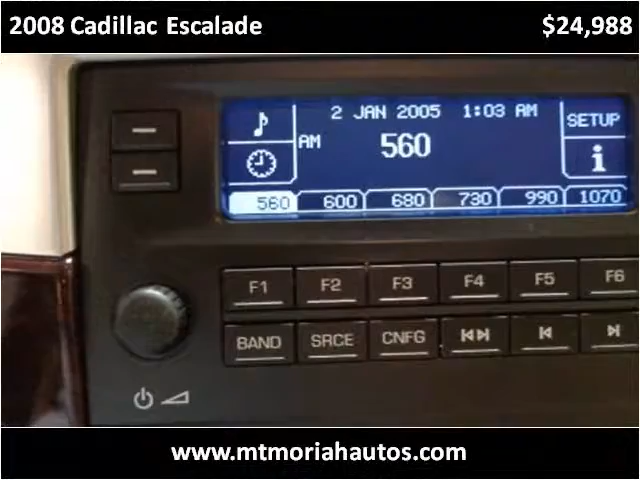 2008 Cadillac Escalade $24,988
2 JAN 2005 1:03 AM
SETUP
AM 560
i
560 600 680 730 990 1070
F1 F2 F3 F4 F5 F6
BAND SRCE CNFG
www.mtmoriahautos.com